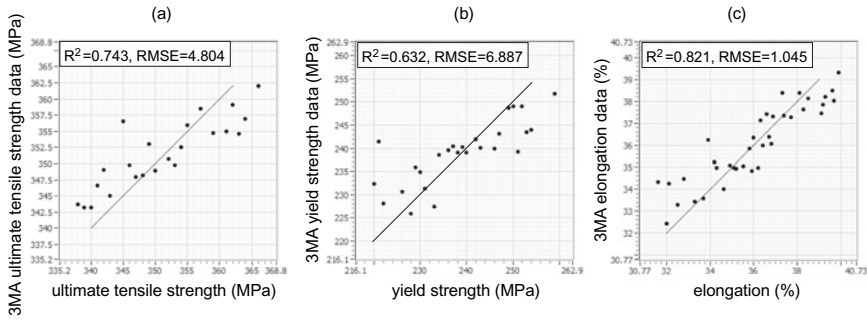 (a)
(b)
(c)
R²=0.743, RMSE=4.804
3MA ultimate tensile strength data (MPa)
368.8
362.5
360
357.5
355
352.5
350
347.5
345
342.5
340
337.5
335.2
335.2 340 345 350 355 360 368.8
ultimate tensile strength (MPa)
R²=0.632, RMSE=6.887
3MA yield strength data (MPa)
262.9
260
255
250
245
240
235
230
225
220
216.1
216.1 230 240 250 262.9
yield strength (MPa)
R²=0.821, RMSE=1.045
3MA elongation data (%)
40.73
39
38
37
36
35
34
33
32
30.77
30.77 32 34 36 38 40.73
elongation (%)